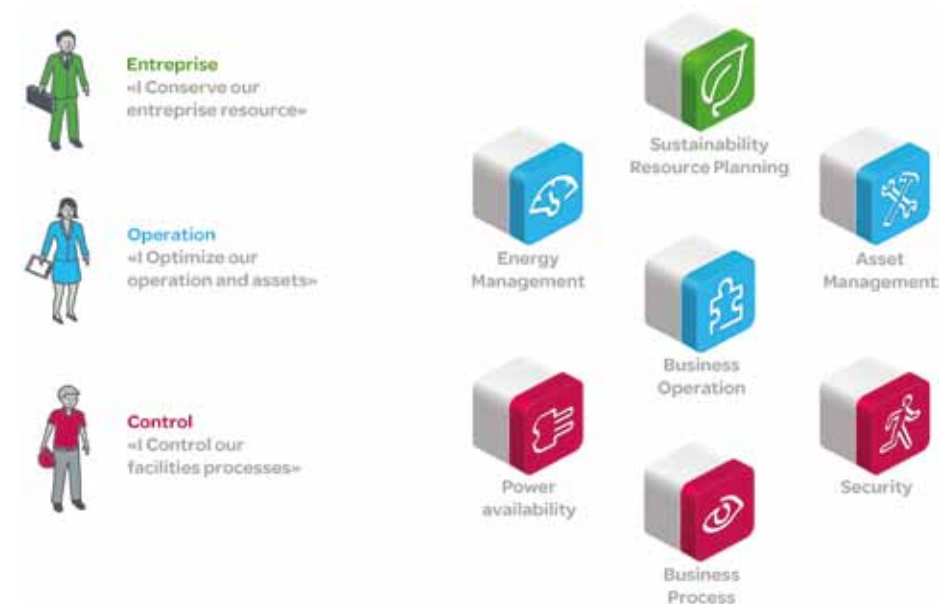 Entreprise
«I Conserve our
entreprise resource»
Operation
«I Optimize our
operation and assets»
Control
«I Control our
facilities processes»
Sustainability
Resource Planning
Energy
Management
Asset
Management
Business
Operation
Power
availability
Security
Business
Process